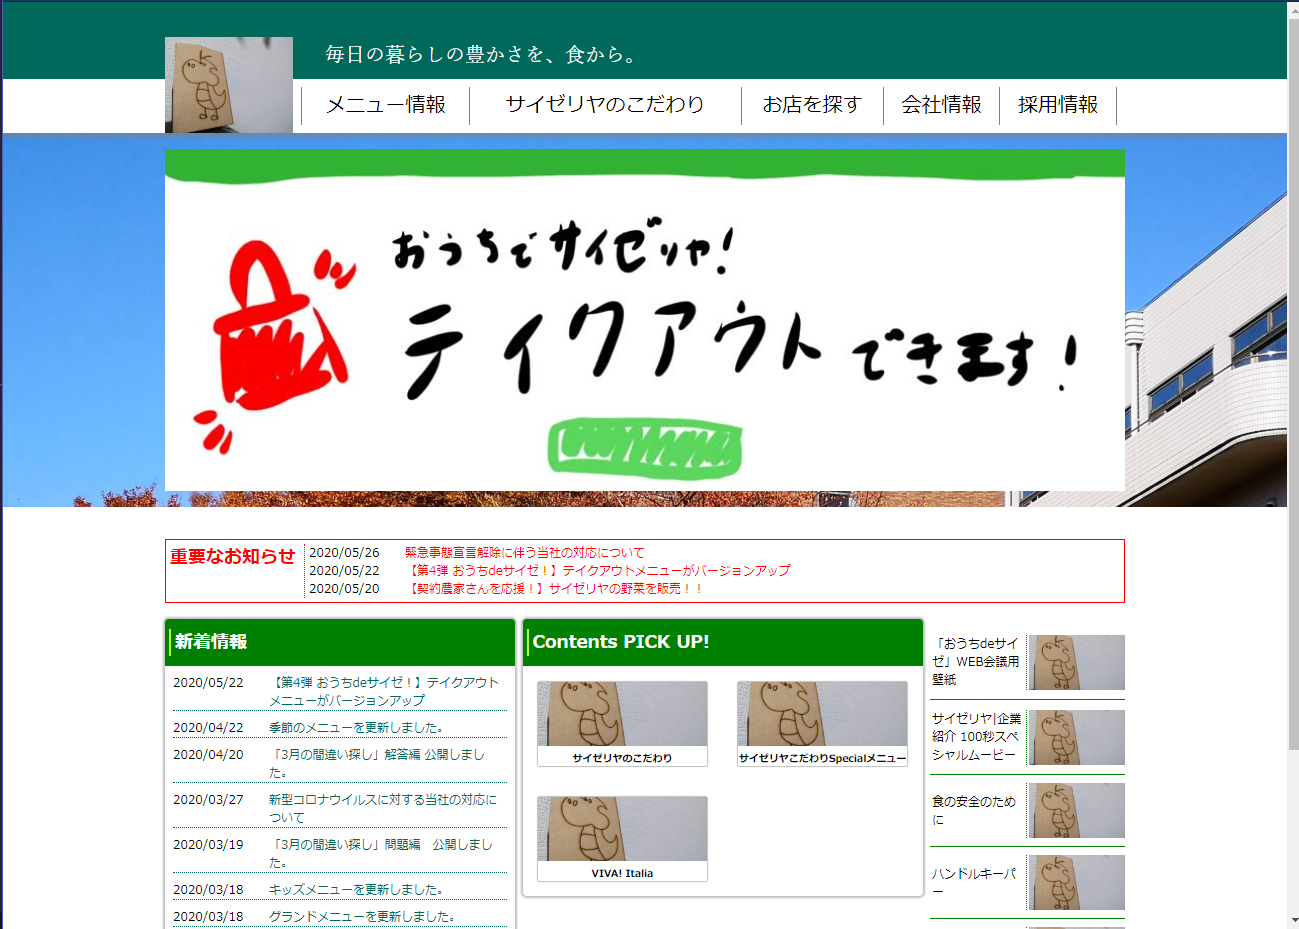 毎日の暮らしの豊かさを、食から。
メニュー情報
サイゼリヤのこだわり
お店を探す
会社情報
採用情報
おうちでサイゼリヤ!
テイクアウトできます!
重要なお知らせ
2020/05/26 緊急事態宣言解除に伴う当社の対応について
2020/05/22 【第4弾 おうちdeサイゼ！】テイクアウトメニューがバージョンアップ
2020/05/20 【契約農家さんを応援！】サイゼリヤの野菜を販売！！
新着情報
2020/05/22 【第4弾 おうちdeサイゼ！】テイクアウト
メニューがバージョンアップ
2020/04/22 季節のメニューを更新しました。
2020/04/20 「3月の間違い探し」解答編 公開しまし
た。
2020/03/27 新型コロナウイルスに対する当社の対応に
ついて
2020/03/19 「3月の間違い探し」問題編　公開しまし
た。
2020/03/18 キッズメニューを更新しました。
2020/03/18 グランドメニューを更新しました。
Contents PICK UP!
サイゼリヤのこだわり
サイゼリヤこだわりSpecialメニュー
VIVA! Italia
「おうちdeサイ
ゼ」WEB会議用
壁紙
サイゼリヤ|企業
紹介 100秒スペ
シャルムービー
食の安全のため
に
ハンドルキーパ
ー